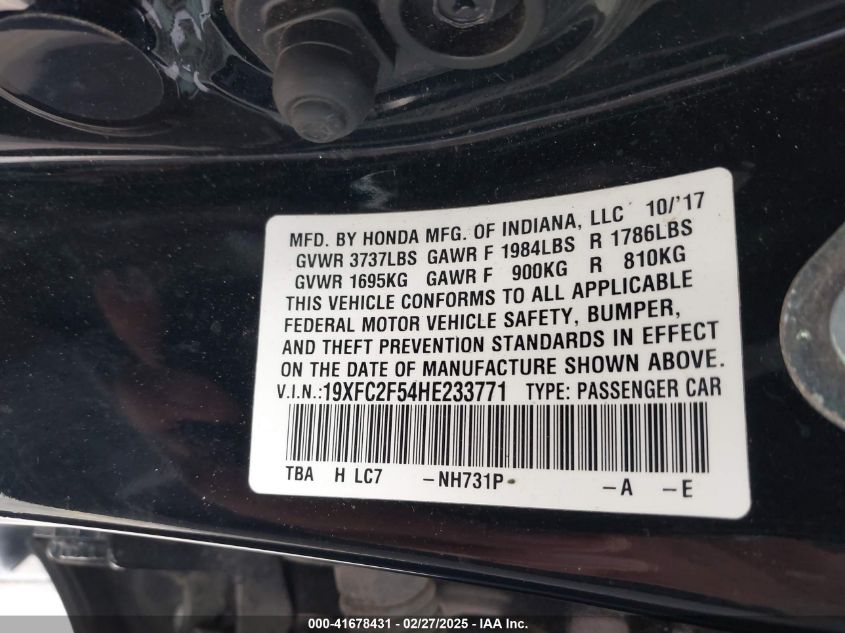 MFD. BY HONDA MFG. OF INDIANA, LLC 10/'17
GVWR 3737LBS GAWR F 1984LBS R 1786LBS
GVWR 1695KG GAWR F 900KG R 810KG
THIS VEHICLE CONFORMS TO ALL APPLICABLE
FEDERAL MOTOR VEHICLE SAFETY, BUMPER,
AND THEFT PREVENTION STANDARDS IN EFFECT
ON THE DATE OF MANUFACTURE SHOWN ABOVE.
V.I.N.:19XFC2F54HE233771 TYPE: PASSENGER CAR
TBA H LC7 -NH731P- -A -E
000-41678431 - 02/27/2025 - IAA Inc.